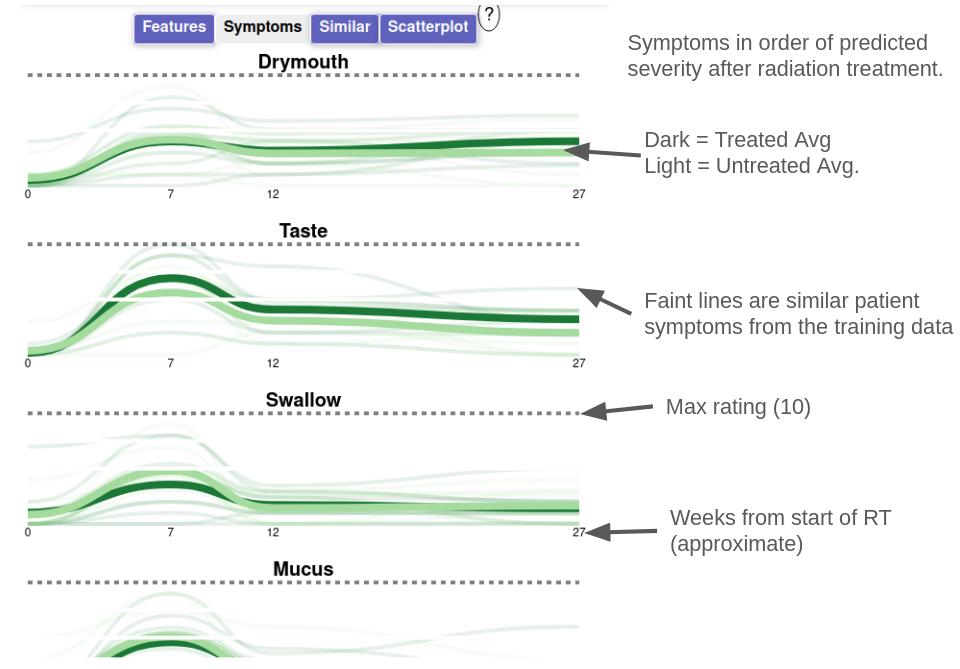 Features Symptoms Similar Scatterplot ?
Symptoms in order of predicted
severity after radiation treatment.
Drymouth
Dark = Treated Avg
Light = Untreated Avg.
0 7 12 27
Taste
Faint lines are similar patient
symptoms from the training data
0 7 12 27
Swallow
Max rating (10)
Weeks from start of RT
(approximate)
0 7 12 27
Mucus